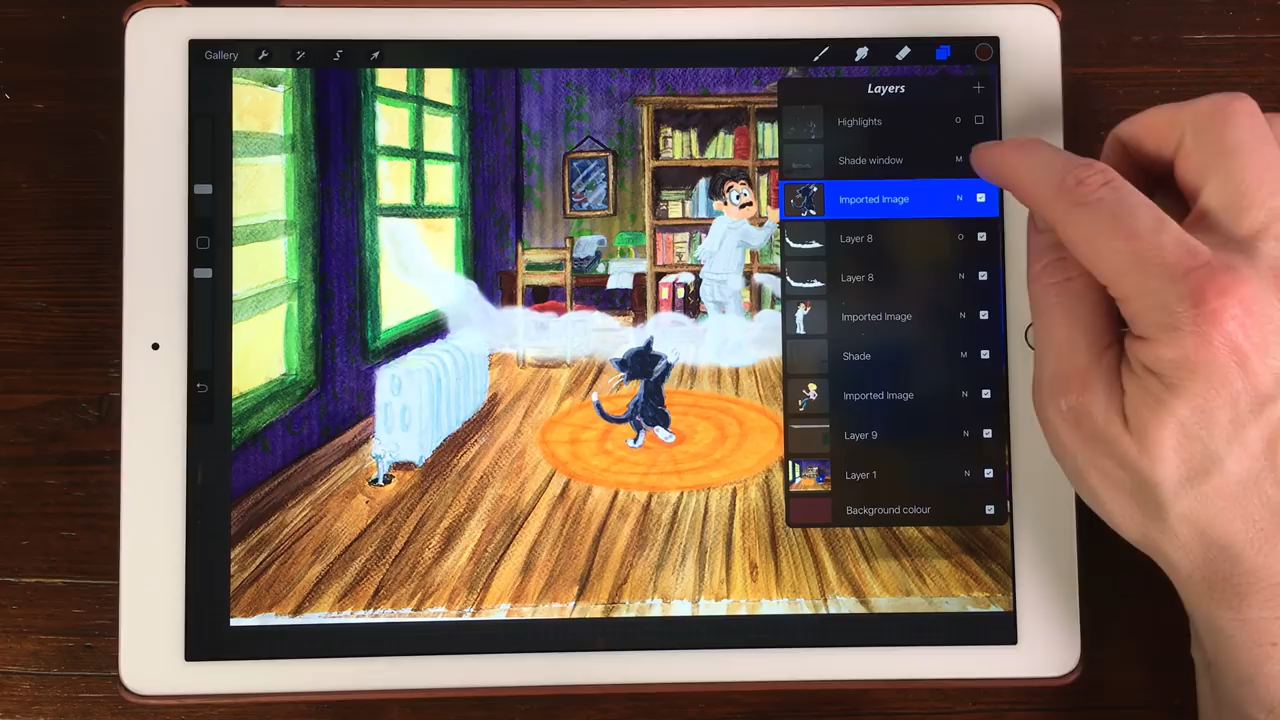 Gallery
Layers
Highlights O
Shade window M
Imported Image N
Layer 8 O
Layer 8 N
Imported Image N
Shade M
Imported Image N
Layer 9 N
Layer 1 N
Background colour